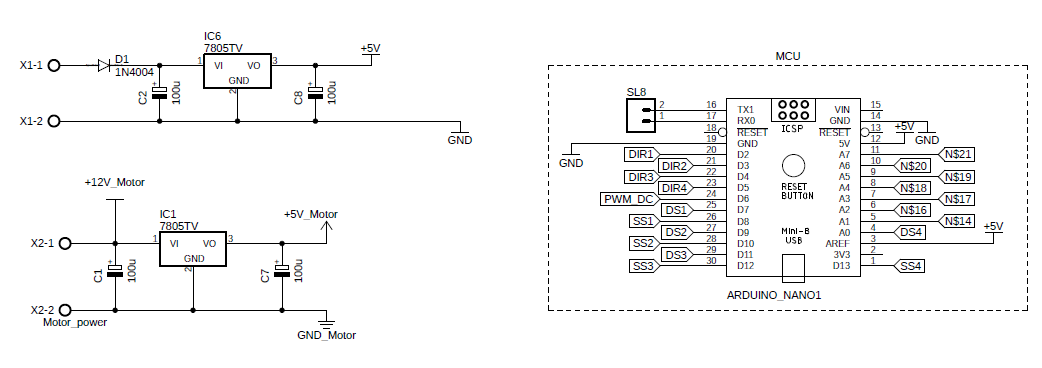 IC6
7805TV
X1-1
D1
1N4004
1
VI
VO
3
GND
2
+5V
+
C2
100u
+
C8
100u
X1-2
GND
+12V_Motor
IC1
7805TV
+5V_Motor
X2-1
1
VI
VO
3
GND
2
+
C1
100u
+
C7
100u
X2-2
Motor_power
GND_Motor
MCU
SL8
2
1
GND
16 TX1
17 RX0
18 RESET
19 GND
DIR1 20 D2
DIR2 21 D3
DIR3 22 D4
DIR4 23 D5
PWM_DC 24 D6
DS1 25 D7
SS1 26 D8
DS2 27 D9
SS2 28 D10
DS3 29 D11
SS3 30 D12
ICSP
RESET
BUTTON
Mini-B
USB
VIN 15
GND 14
RESET 13
5V 12
+5V
GND
A7 11 N$21
A6 10 N$20
A5 9 N$19
A4 8 N$18
A3 7 N$17
A2 6 N$16
A1 5 N$14
A0 4 DS4
AREF 3
+5V
3V3 2
D13 1 SS4
ARDUINO_NANO1